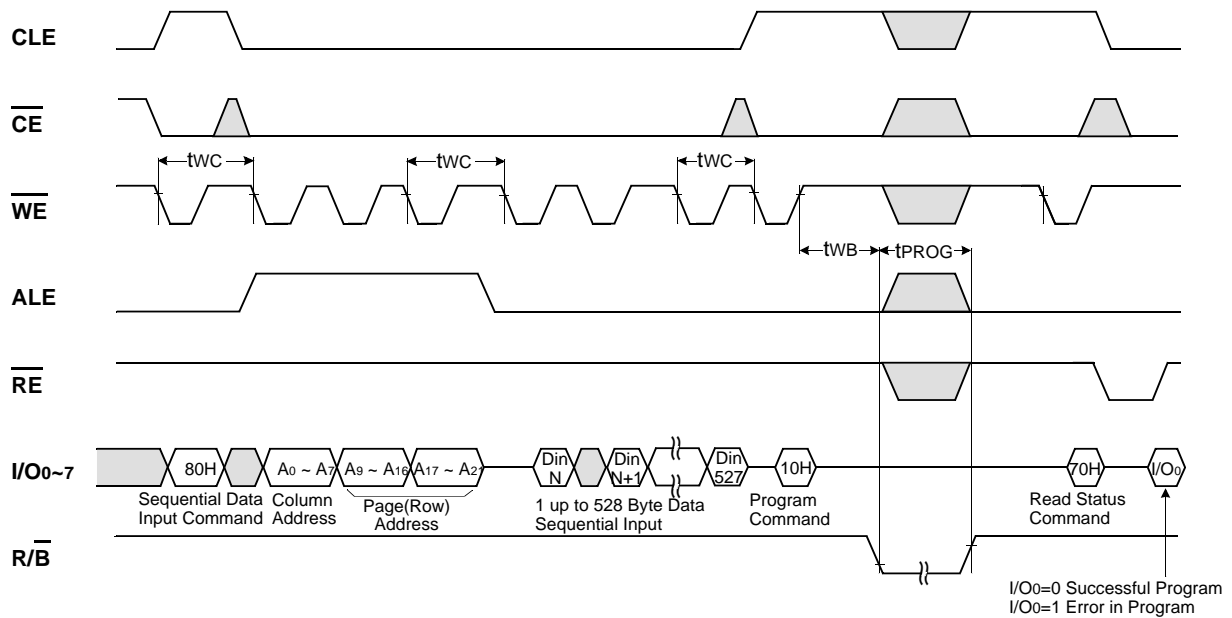 CLE
CE
tWC
tWC
tWC
WE
tWB
tPROG
ALE
RE
I/O0~7
80H
A0 ~ A7
A9 ~ A16
A17 ~ A21
Din N
Din N+1
Din 527
10H
70H
I/O0
Sequential Data Input Command
Column Address
Page(Row) Address
1 up to 528 Byte Data Sequential Input
Program Command
Read Status Command
R/B
I/O0=0 Successful Program
I/O0=1 Error in Program